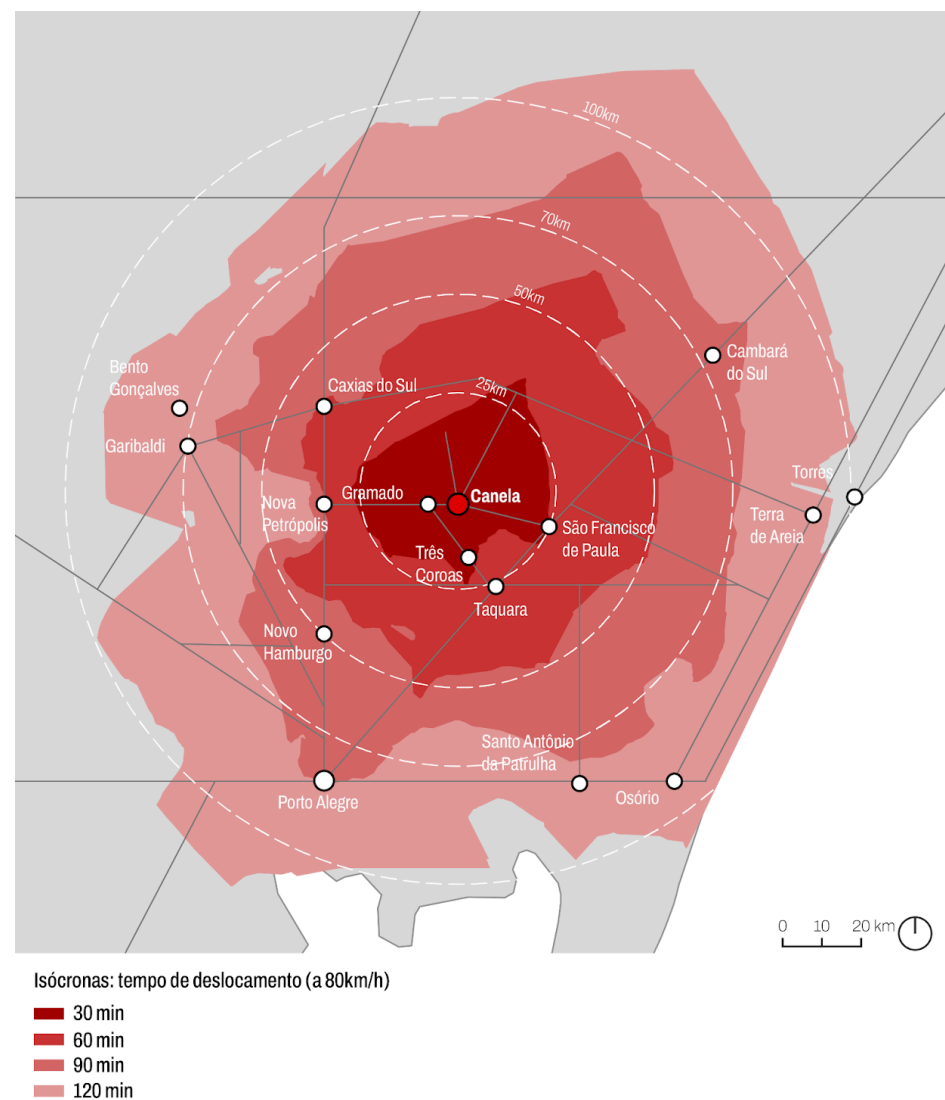 100km
70km
50km
25km
Cambará
do Sul
Bento
Gonçalves
Caxias do Sul
Garibaldi
Torres
Gramado
Canela
Nova
Petrópolis
Terra
de Areia
São Francisco
de Paula
Três
Coroas
Taquara
Novo
Hamburgo
Santo Antônio
da Patrulha
Porto Alegre
Osório
0 10 20 km
Isócronas: tempo de deslocamento (a 80km/h)
30 min
60 min
90 min
120 min